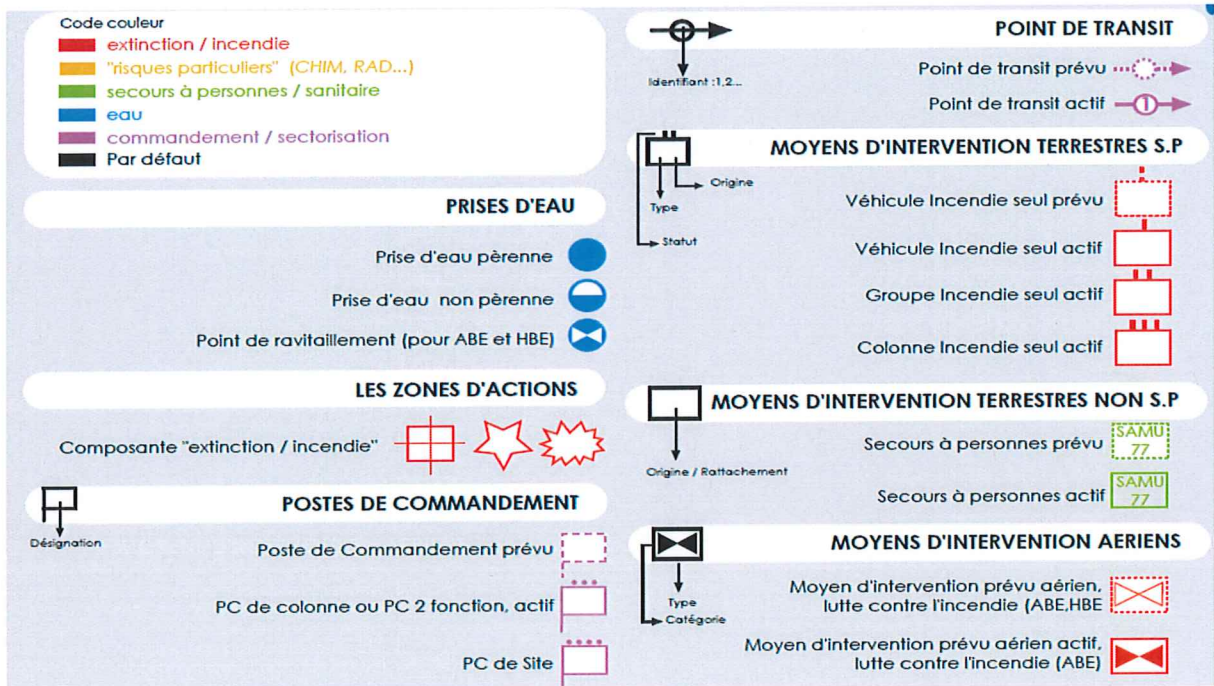 Code couleur
extinction / incendie
"risques particuliers" (CHIM, RAD...)
secours à personnes / sanitaire
eau
commandement / sectorisation
Par défaut
PRISES D'EAU
Prise d'eau pèrenne
Prise d'eau non pèrenne
Point de ravitaillement (pour ABE et HBE)
LES ZONES D'ACTIONS
Composante "extinction / incendie"
POSTES DE COMMANDEMENT
Désignation
Poste de Commandement prévu
PC de colonne ou PC 2 fonction, actif
PC de Site
POINT DE TRANSIT
Identifiant :1,2...
Point de transit prévu
Point de transit actif 1
MOYENS D'INTERVENTION TERRESTRES S.P
Origine
Type
Statut
Véhicule Incendie seul prévu
Véhicule Incendie seul actif
Groupe Incendie seul actif
Colonne Incendie seul actif
MOYENS D'INTERVENTION TERRESTRES NON S.P
Origine / Rattachement
Secours à personnes prévu SAMU
77
Secours à personnes actif SAMU
77
MOYENS D'INTERVENTION AERIENS
Type
Catégorie
Moyen d'intervention prévu aérien,
lutte contre l'incendie (ABE,HBE
Moyen d'intervention prévu aérien actif,
lutte contre l'incendie (ABE)